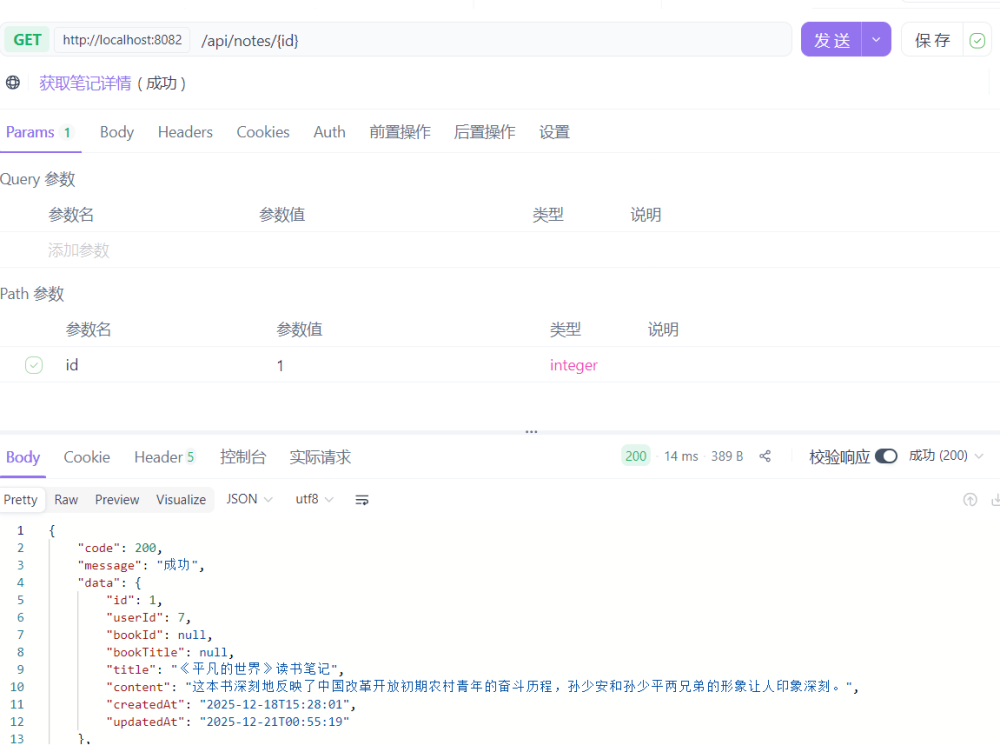 GET http://localhost:8082 /api/notes/{id} 发 送 保 存
获取笔记详情 ( 成功 )
Params 1 Body Headers Cookies Auth 前置操作 后置操作 设置
Query 参数
参数名 参数值 类型 说明
添加参数
Path 参数
参数名 参数值 类型 说明
id 1 integer
Body Cookie Header 5 控制台 实际请求 200 14 ms 389 B 校验响应 成功 (200)
Pretty Raw Preview Visualize JSON utf8
1 {
2 "code": 200,
3 "message": "成功",
4 "data": {
5 "id": 1,
6 "userId": 7,
7 "bookId": null,
8 "bookTitle": null,
9 "title": "《平凡的世界》读书笔记",
10 "content": "这本书深刻地反映了中国改革开放初期农村青年的奋斗历程，孙少安和孙少平两兄弟的形象让人印象深刻。",
11 "createdAt": "2025-12-18T15:28:01",
12 "updatedAt": "2025-12-21T00:55:19"
13 },